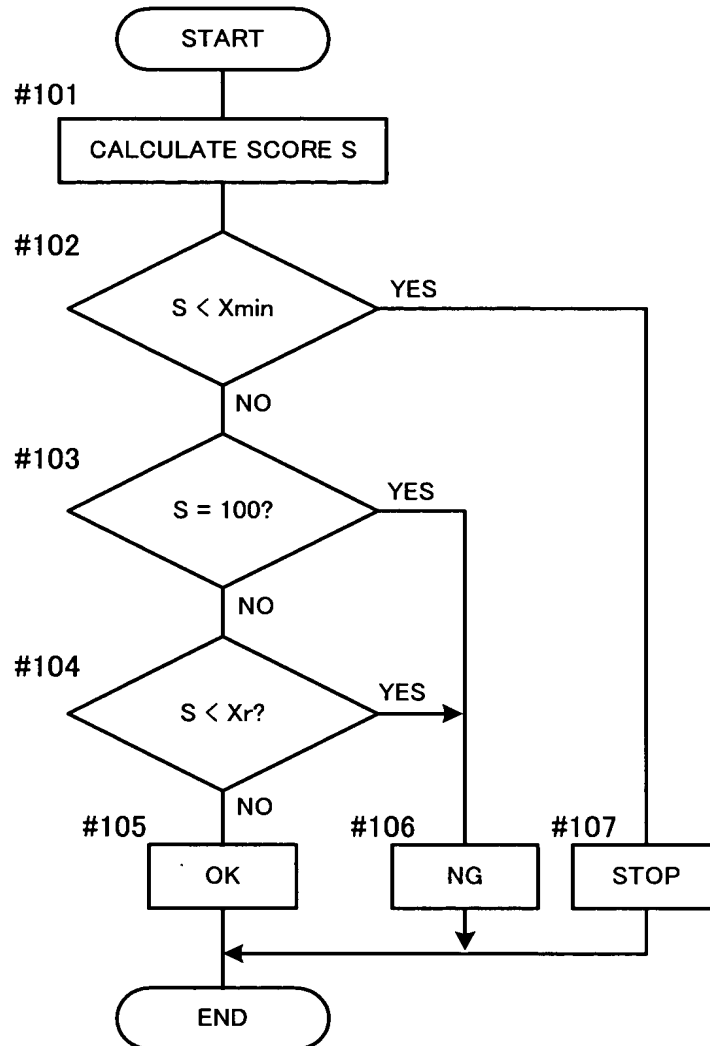 START
#101
CALCULATE SCORE S
#102
S < Xmin
YES
NO
#103
S = 100?
YES
NO
#104
S < Xr?
YES
NO
#105
#106
#107
OK
NG
STOP
END